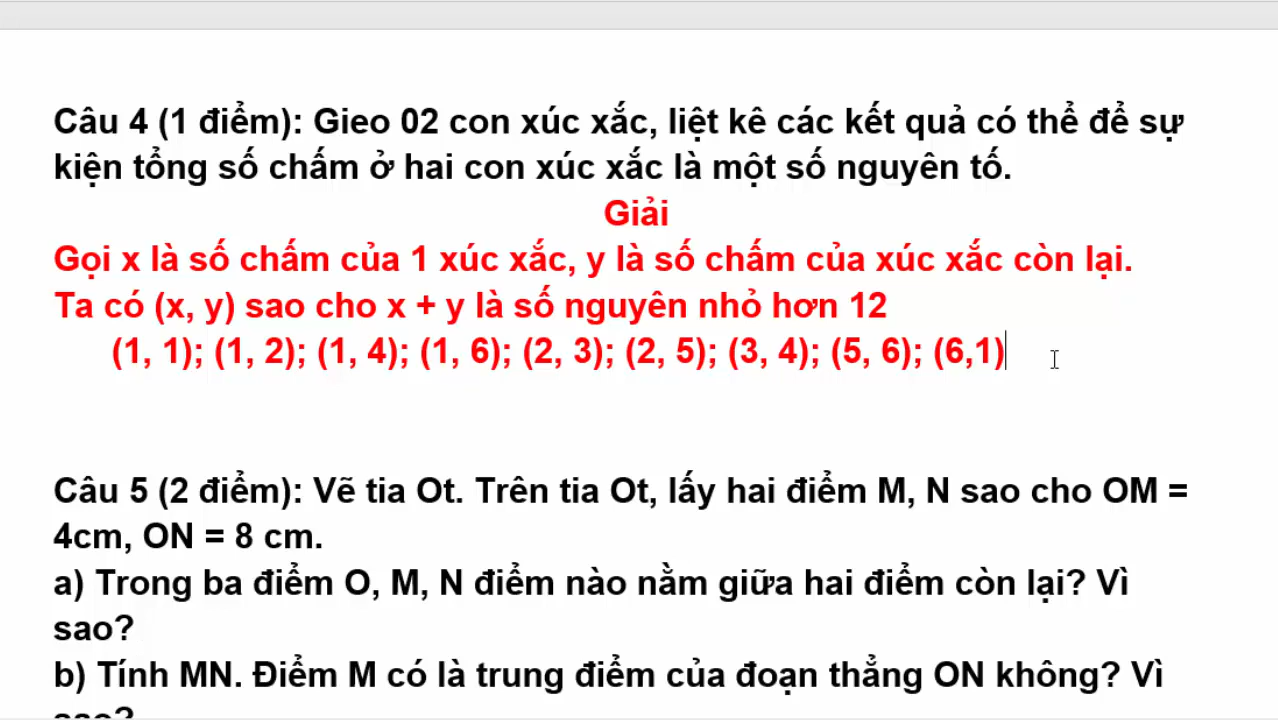 Câu 4 (1 điểm): Gieo 02 con xúc xắc, liệt kê các kết quả có thể để sự
kiện tổng số chấm ở hai con xúc xắc là một số nguyên tố.
Giải
Gọi x là số chấm của 1 xúc xắc, y là số chấm của xúc xắc còn lại.
Ta có (x, y) sao cho x + y là số nguyên nhỏ hơn 12
(1, 1); (1, 2); (1, 4); (1, 6); (2, 3); (2, 5); (3, 4); (5, 6); (6,1)
Câu 5 (2 điểm): Vẽ tia Ot. Trên tia Ot, lấy hai điểm M, N sao cho OM =
4cm, ON = 8 cm.
a) Trong ba điểm O, M, N điểm nào nằm giữa hai điểm còn lại? Vì
sao?
b) Tính MN. Điểm M có là trung điểm của đoạn thẳng ON không? Vì
sao?